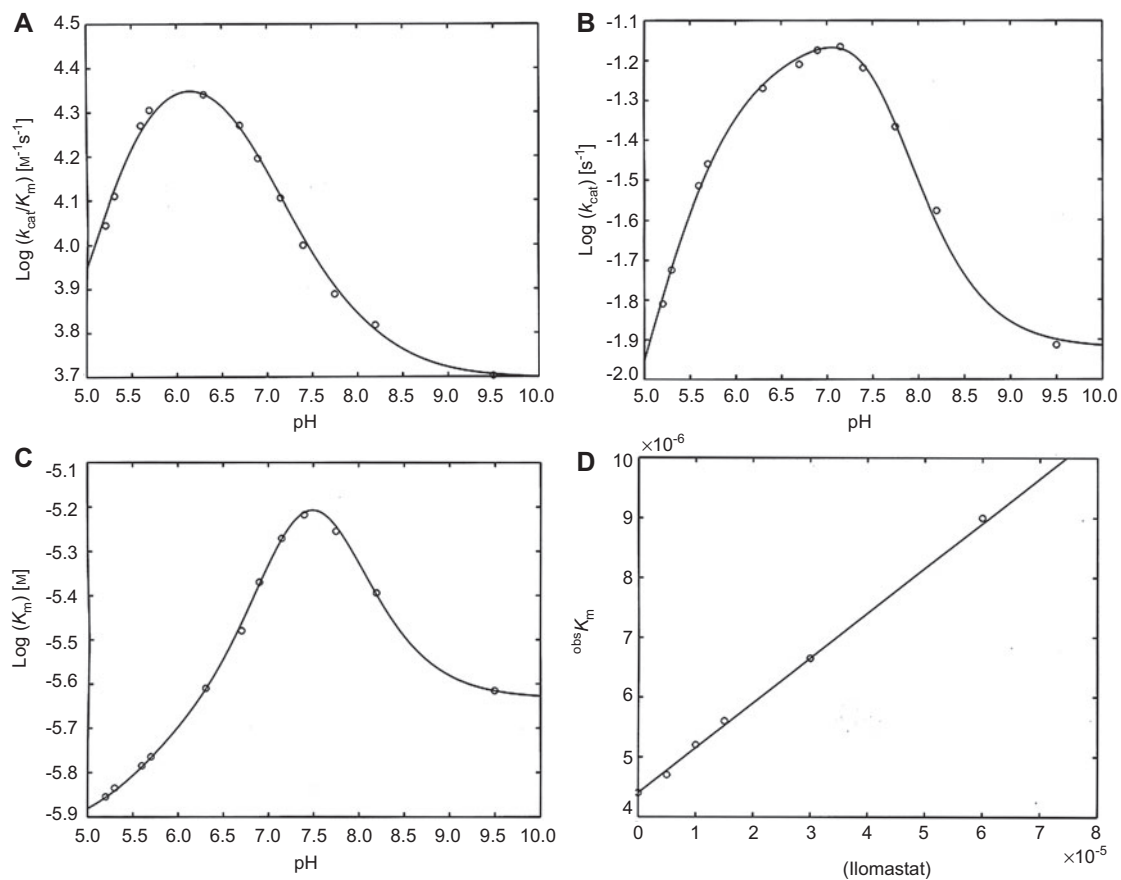 A
4.5
4.4
4.3
4.2
4.1
4.0
3.9
3.8
3.7
Log (kcat/Km) [M⁻¹s⁻¹]
5.0 5.5 6.0 6.5 7.0 7.5 8.0 8.5 9.0 9.5 10.0
pH
B
-1.1
-1.2
-1.3
-1.4
-1.5
-1.6
-1.7
-1.8
-1.9
-2.0
Log (kcat) [s⁻¹]
5.0 5.5 6.0 6.5 7.0 7.5 8.0 8.5 9.0 9.5 10.0
pH
C
-5.1
-5.2
-5.3
-5.4
-5.5
-5.6
-5.7
-5.8
-5.9
Log (Km) [M]
5.0 5.5 6.0 6.5 7.0 7.5 8.0 8.5 9.0 9.5 10.0
pH
D
×10⁻⁶
10
9
8
7
6
5
4
obsKm
0 1 2 3 4 5 6 7 8
×10⁻⁵
(Ilomastat)